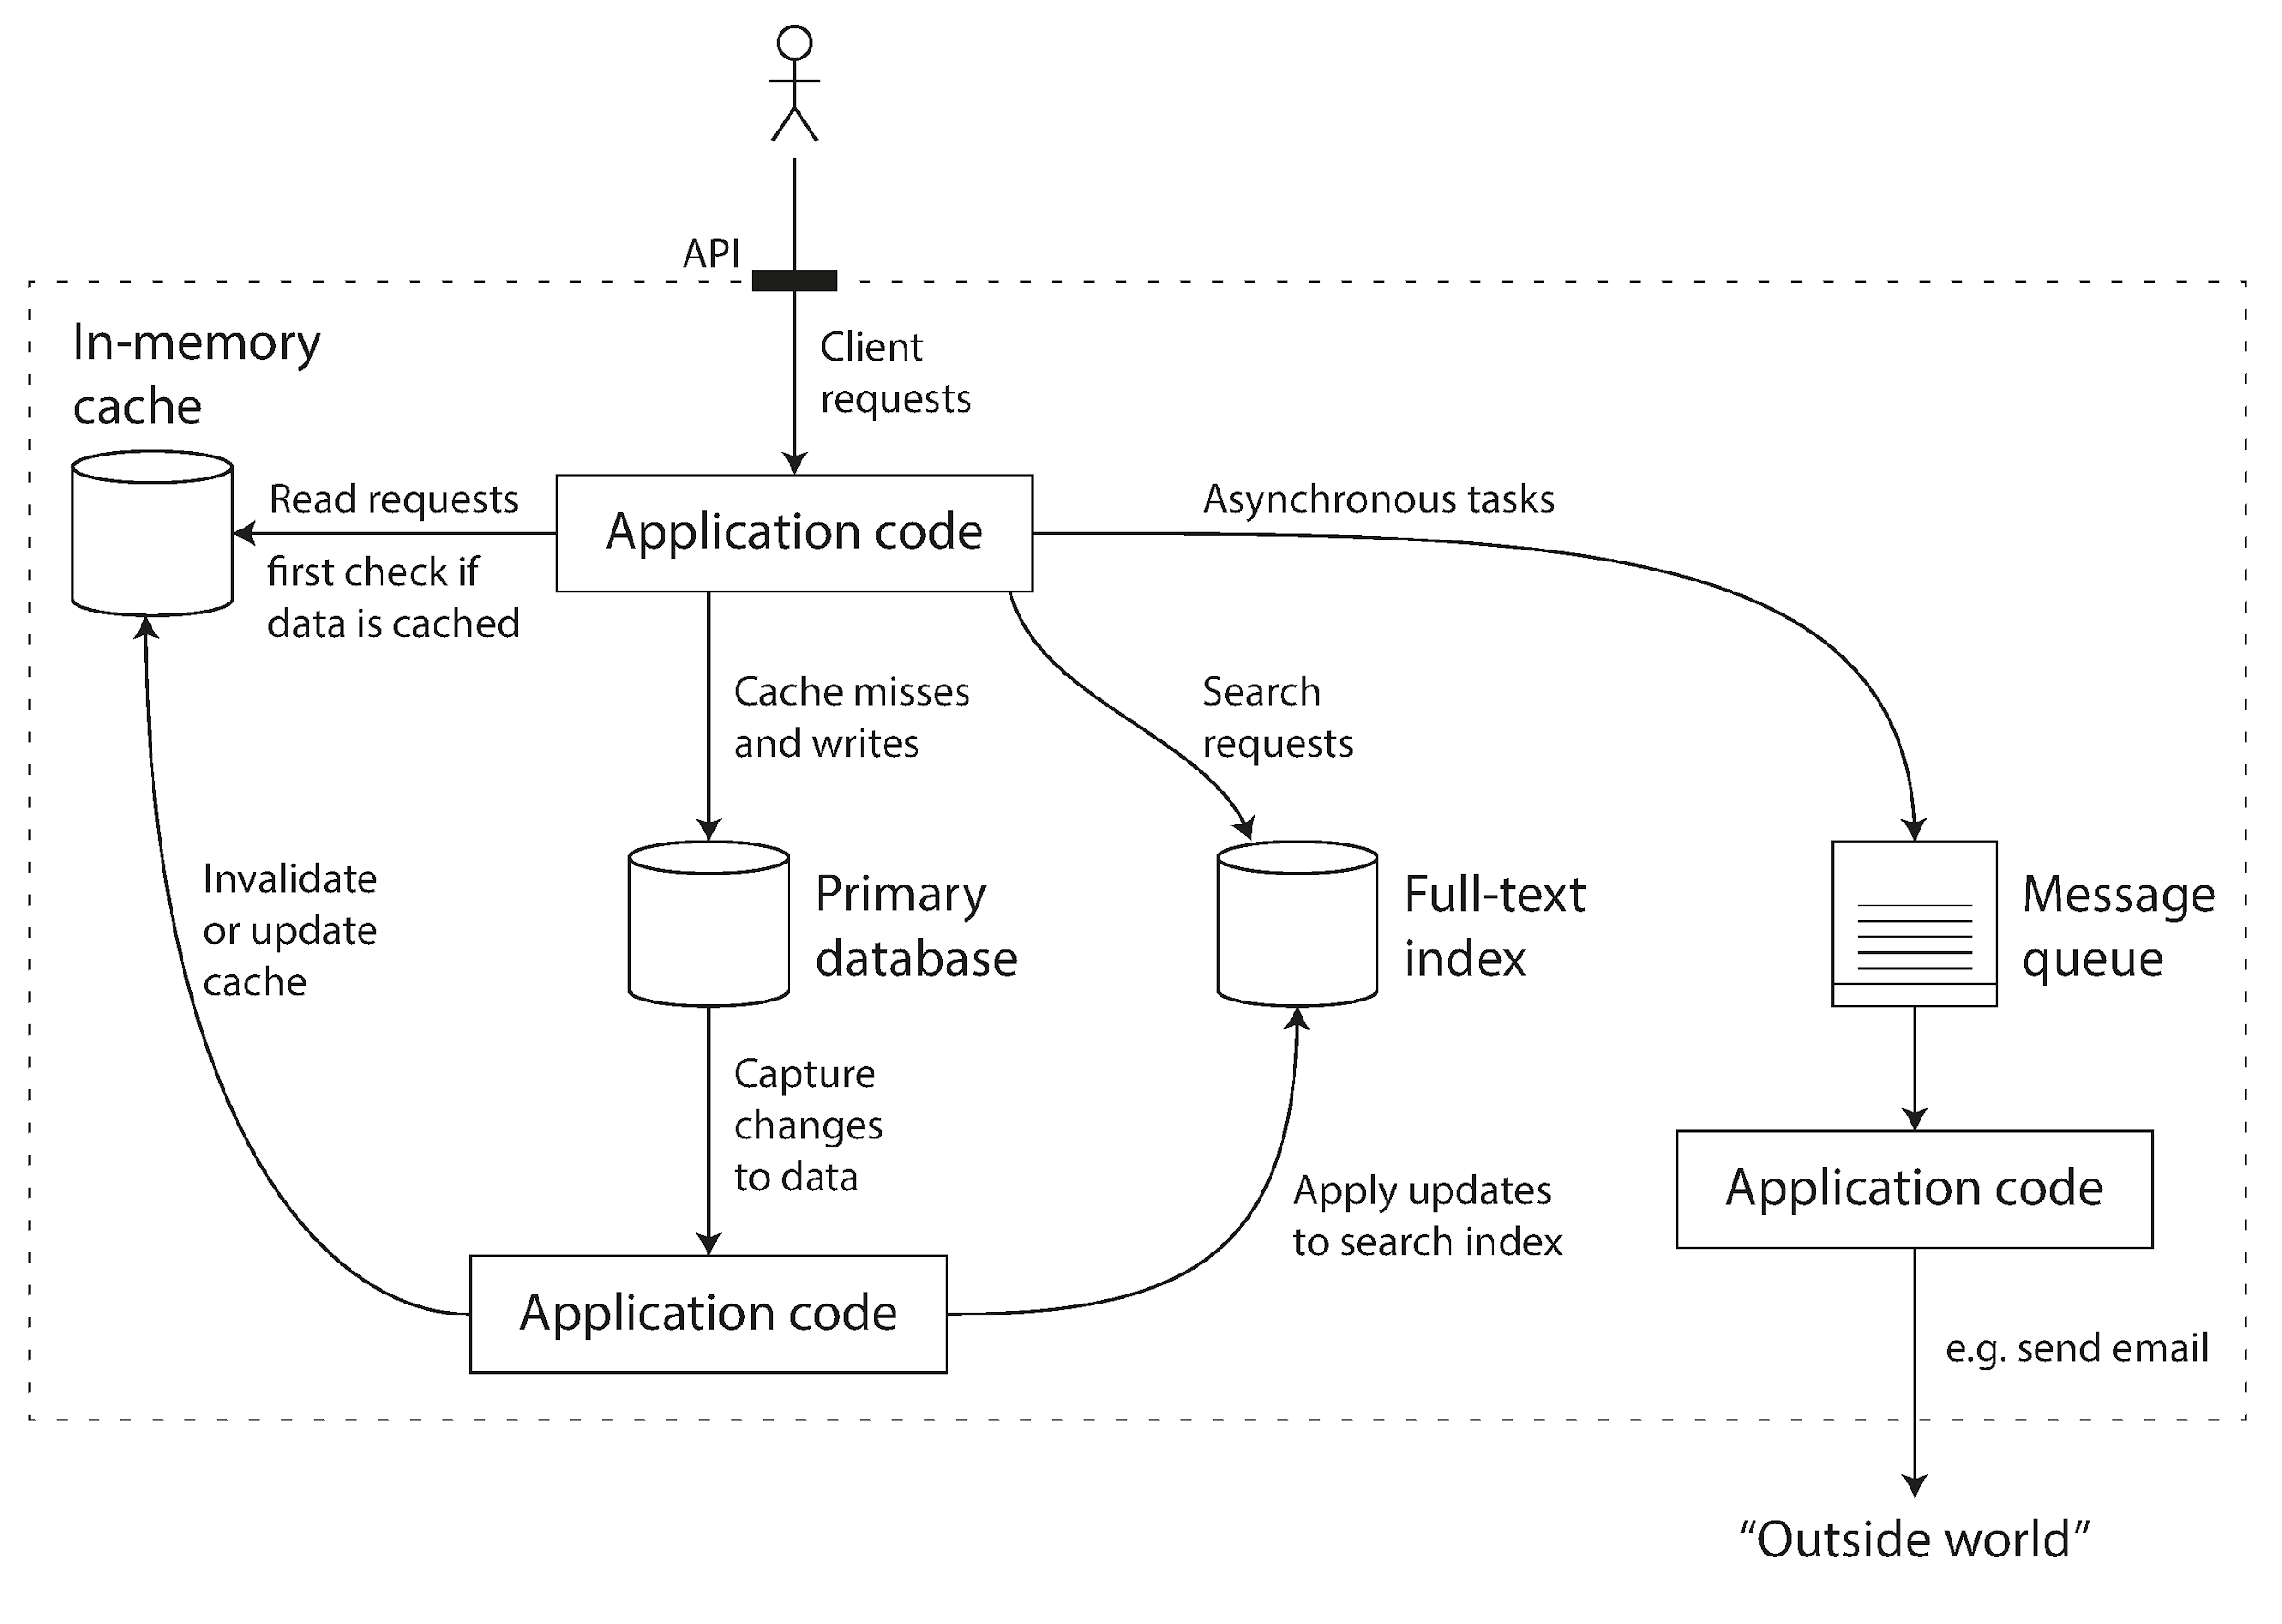 API
In-memory
cache
Client
requests
Read requests
first check if
data is cached
Application code
Asynchronous tasks
Cache misses
and writes
Search
requests
Invalidate
or update
cache
Primary
database
Full-text
index
Message
queue
Capture
changes
to data
Apply updates
to search index
Application code
Application code
e.g. send email
“Outside world”